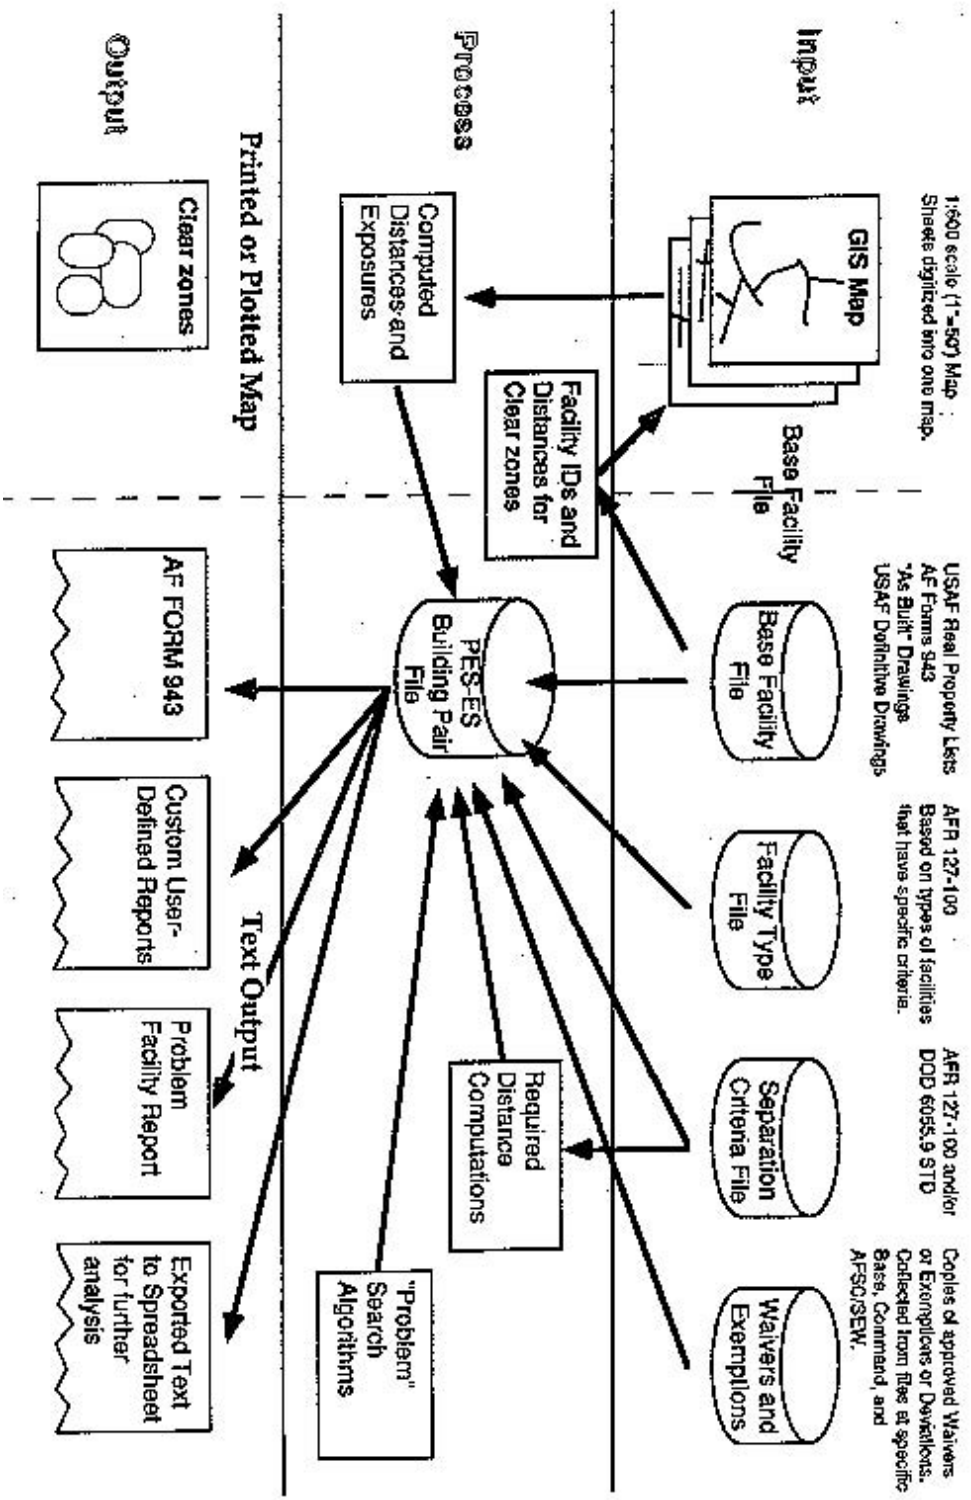 Input
1:600 scale (1"=50') Map
Sheets digitized into one map.
GIS Map
Base Facility
File
USAF Real Property Lists
AF Forms 943
"As Built" Drawings
USAF Definitive Drawings
Base Facility
File
AFR 127-100
Based on types of facilities
that have specific criteria.
Facility Type
File
AFR 127-100 and/or
DOD 6055.9 STD
Separation
Criteria File
Copies of approved Waivers
or Exemptions or Deviations.
Collected from files at specific
Base, Command, and
AFSC/SEW.
Waivers and
Exemptions
Process
Computed
Distances and
Exposures
Facility IDs and
Distances for
Clear zones
PES-ES
Building Pair
File
Required
Distance
Computations
"Problem"
Search
Algorithms
Output
Printed or Plotted Map
Clear zones
Text Output
AF FORM 943
Custom User-
Defined Reports
Problem
Facility Report
Exported Text
to Spreadsheet
for further
analysis